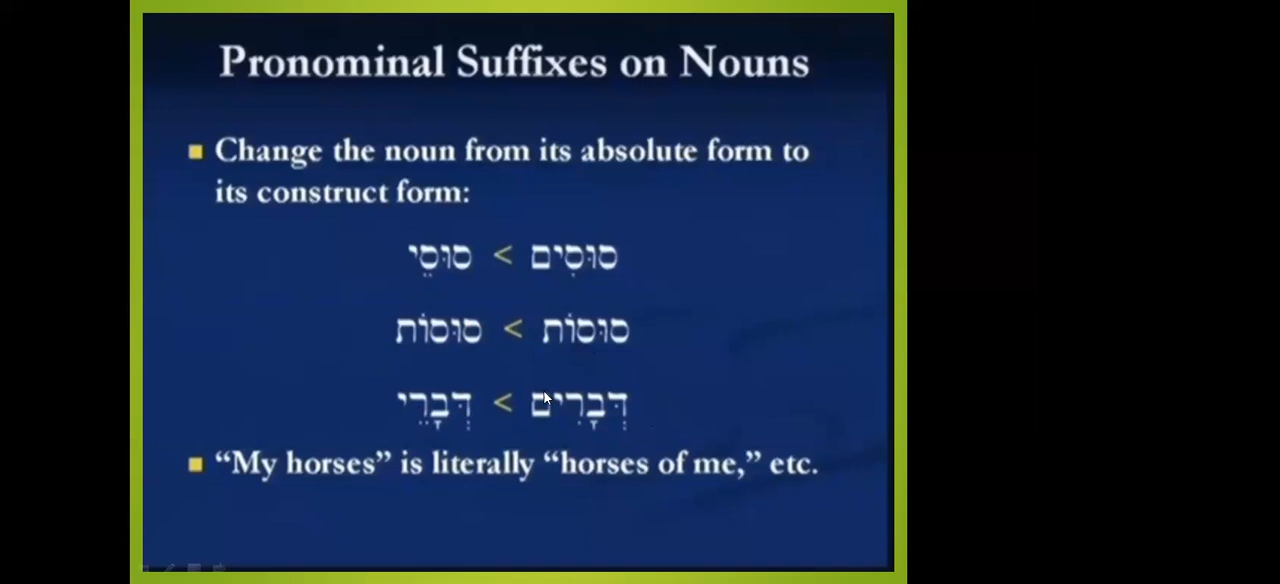 Pronominal Suffixes on Nouns
Change the noun from its absolute form to
its construct form:
סוּסִים > סוּסֵי
סוּסוֹת > סוּסוֹת
דְּבָרִים > דְּבָרֵי
“My horses” is literally “horses of me,” etc.